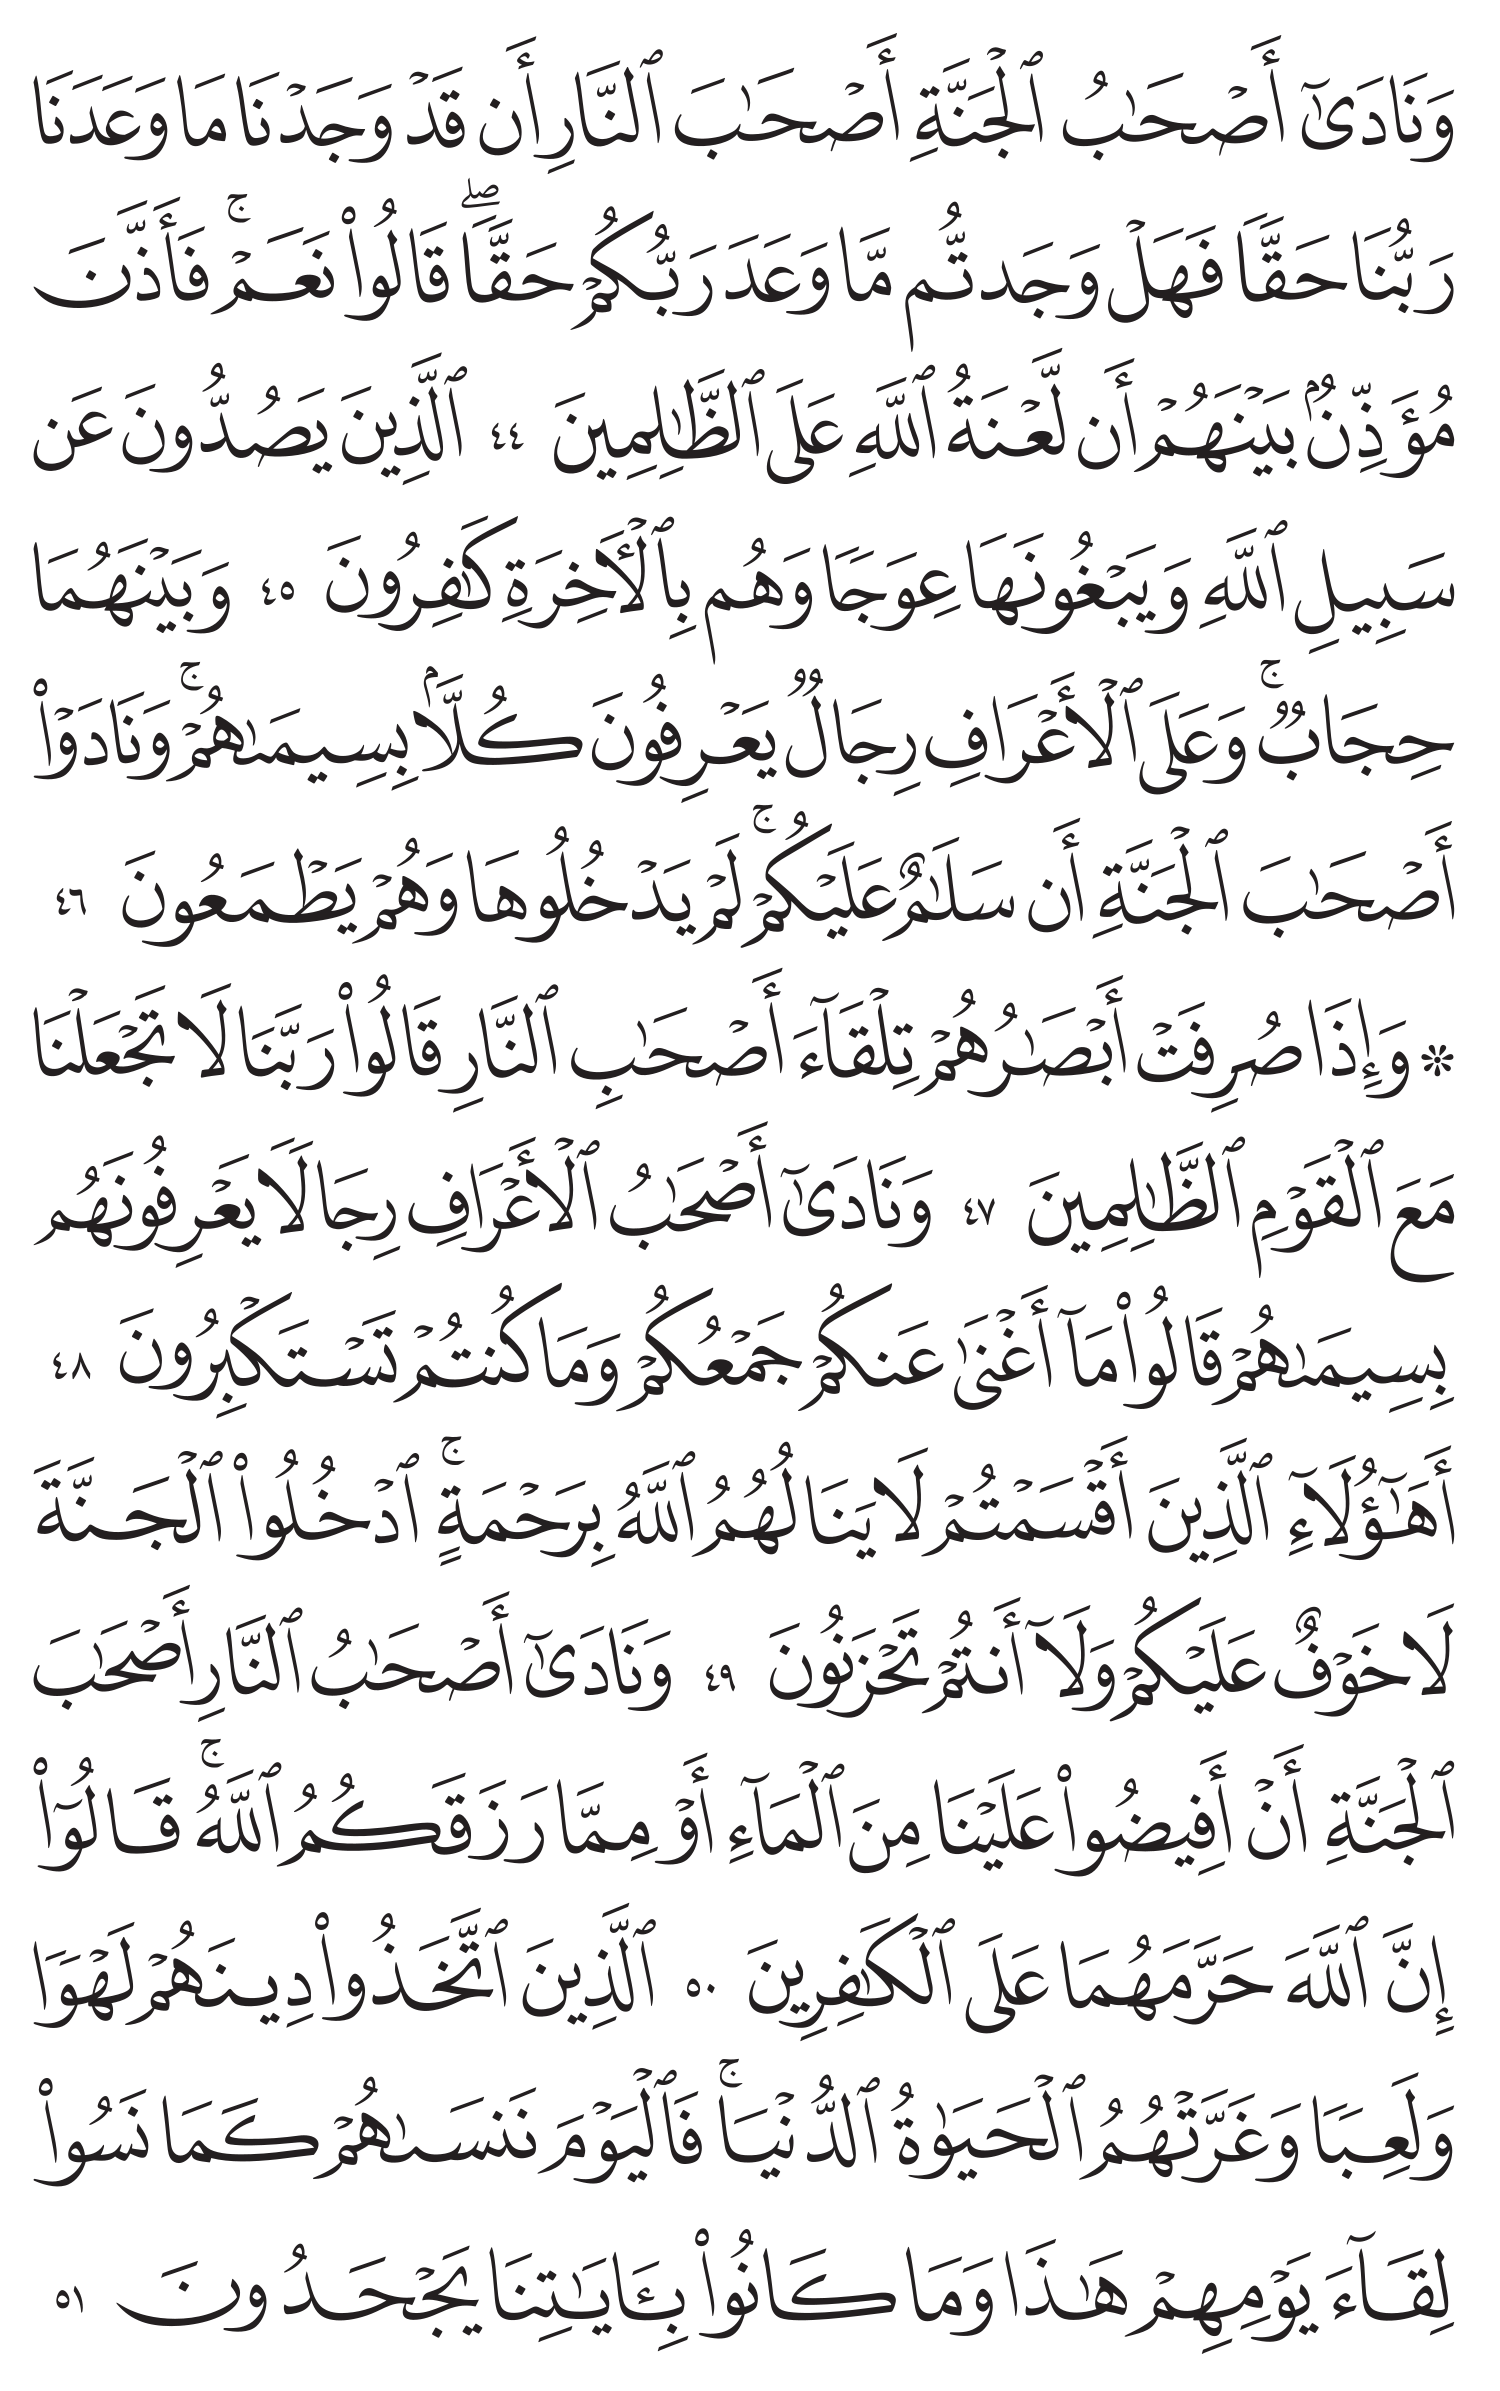 وَنَادَىٰٓ أَصۡحَٰبُ ٱلۡجَنَّةِ أَصۡحَٰبَ ٱلنَّارِ أَن قَدۡ وَجَدۡنَا مَا وَعَدَنَا
رَبُّنَا حَقّٗا فَهَلۡ وَجَدتُّم مَّا وَعَدَ رَبُّكُمۡ حَقّٗاۖ قَالُواْ نَعَمۡۚ فَأَذَّنَ
مُؤَذِّنُۢ بَيۡنَهُمۡ أَن لَّعۡنَةُ ٱللَّهِ عَلَى ٱلظَّٰلِمِينَ ٤٤ ٱلَّذِينَ يَصُدُّونَ عَن
سَبِيلِ ٱللَّهِ وَيَبۡغُونَهَا عِوَجٗا وَهُم بِٱلۡأٓخِرَةِ كَٰفِرُونَ ٤٥ وَبَيۡنَهُمَا
حِجَابٞۚ وَعَلَى ٱلۡأَعۡرَافِ رِجَالٞ يَعۡرِفُونَ كُلَّۢا بِسِيمَىٰهُمۡۚ وَنَادَوۡاْ
أَصۡحَٰبَ ٱلۡجَنَّةِ أَن سَلَٰمٌ عَلَيۡكُمۡۚ لَمۡ يَدۡخُلُوهَا وَهُمۡ يَطۡمَعُونَ ٤٦
۞ وَإِذَا صُرِفَتۡ أَبۡصَٰرُهُمۡ تِلۡقَآءَ أَصۡحَٰبِ ٱلنَّارِ قَالُواْ رَبَّنَا لَا تَجۡعَلۡنَا
مَعَ ٱلۡقَوۡمِ ٱلظَّٰلِمِينَ ٤٧ وَنَادَىٰٓ أَصۡحَٰبُ ٱلۡأَعۡرَافِ رِجَالٗا يَعۡرِفُونَهُم
بِسِيمَىٰهُمۡ قَالُواْ مَآ أَغۡنَىٰ عَنكُمۡ جَمۡعُكُمۡ وَمَا كُنتُمۡ تَسۡتَكۡبِرُونَ ٤٨
أَهَٰٓؤُلَآءِ ٱلَّذِينَ أَقۡسَمۡتُمۡ لَا يَنَالُهُمُ ٱللَّهُ بِرَحۡمَةٍۚ ٱدۡخُلُواْ ٱلۡجَنَّةَ
لَا خَوۡفٌ عَلَيۡكُمۡ وَلَآ أَنتُمۡ تَحۡزَنُونَ ٤٩ وَنَادَىٰٓ أَصۡحَٰبُ ٱلنَّارِ أَصۡحَٰبَ
ٱلۡجَنَّةِ أَنۡ أَفِيضُواْ عَلَيۡنَا مِنَ ٱلۡمَآءِ أَوۡ مِمَّا رَزَقَكُمُ ٱللَّهُۚ قَالُوٓاْ
إِنَّ ٱللَّهَ حَرَّمَهُمَا عَلَى ٱلۡكَٰفِرِينَ ٥٠ ٱلَّذِينَ ٱتَّخَذُواْ دِينَهُمۡ لَهۡوٗا
وَلَعِبٗا وَغَرَّتۡهُمُ ٱلۡحَيَوٰةُ ٱلدُّنۡيَاۚ فَٱلۡيَوۡمَ نَنسَىٰهُمۡ كَمَا نَسُواْ
لِقَآءَ يَوۡمِهِمۡ هَٰذَا وَمَا كَانُواْ بِـَٔايَٰتِنَا يَجۡحَدُونَ ٥١